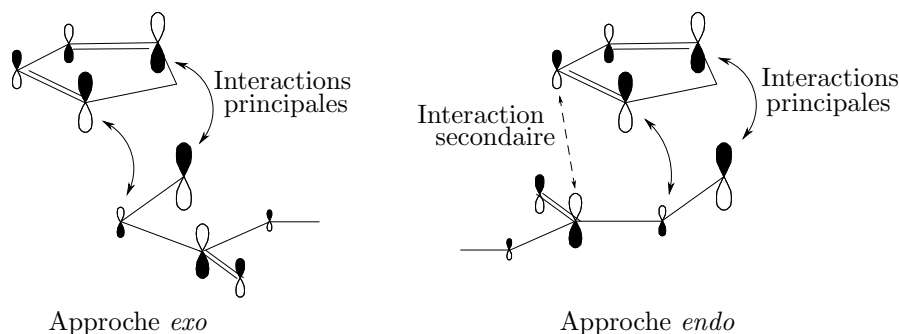 Interactions
principales
Approche exo
Interaction
secondaire
Interactions
principales
Approche endo